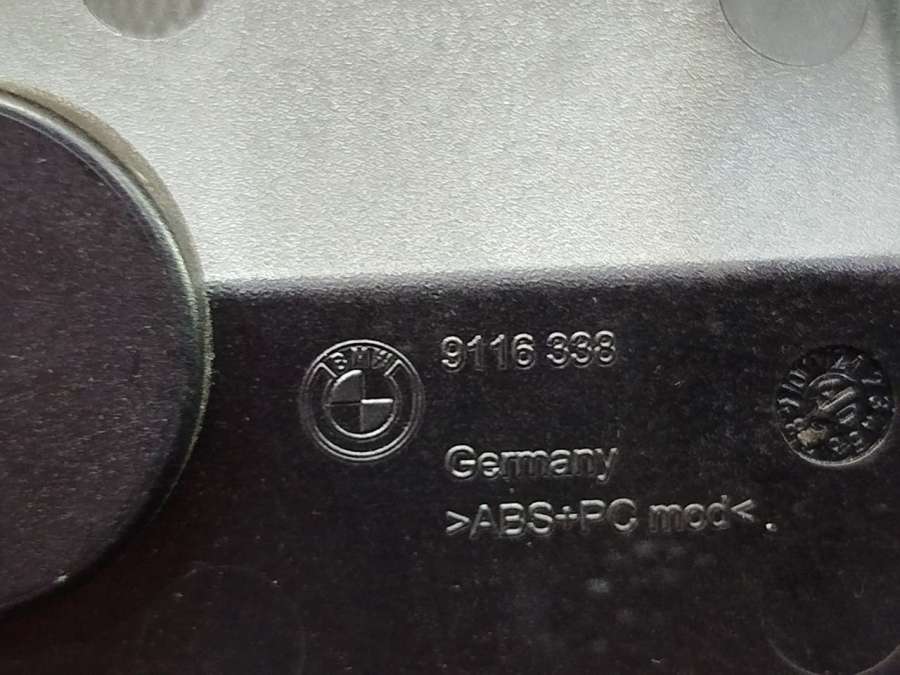 BMW
9116 338
Germany
>ABS+PC mod<.